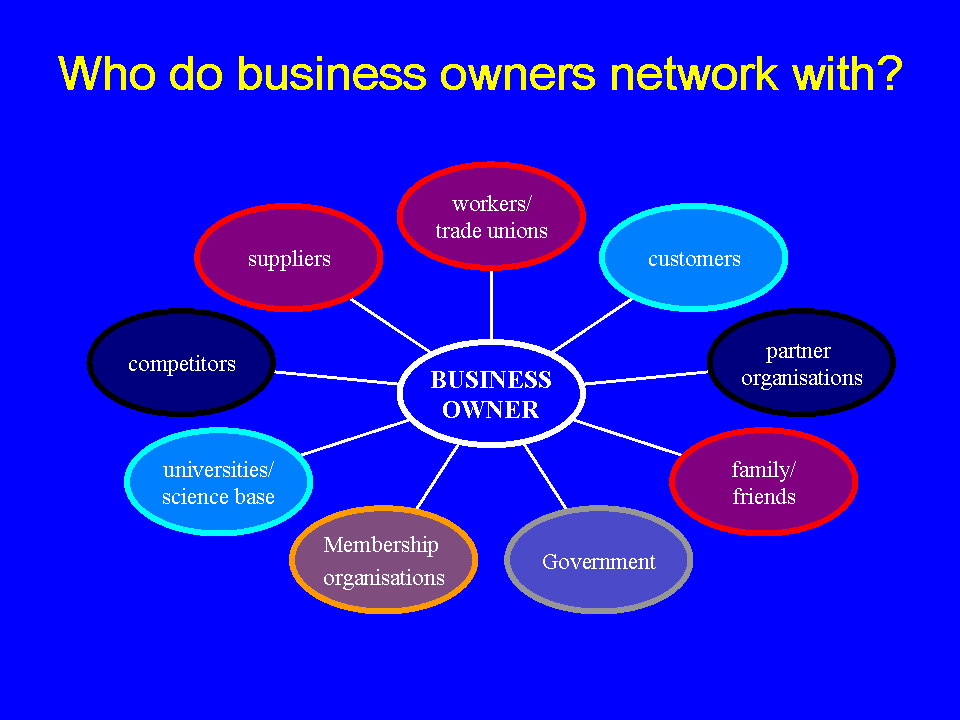 Who do business owners network with?
workers/
trade unions
suppliers
customers
competitors
partner
organisations
BUSINESS
OWNER
universities/
science base
family/
friends
Membership
organisations
Government